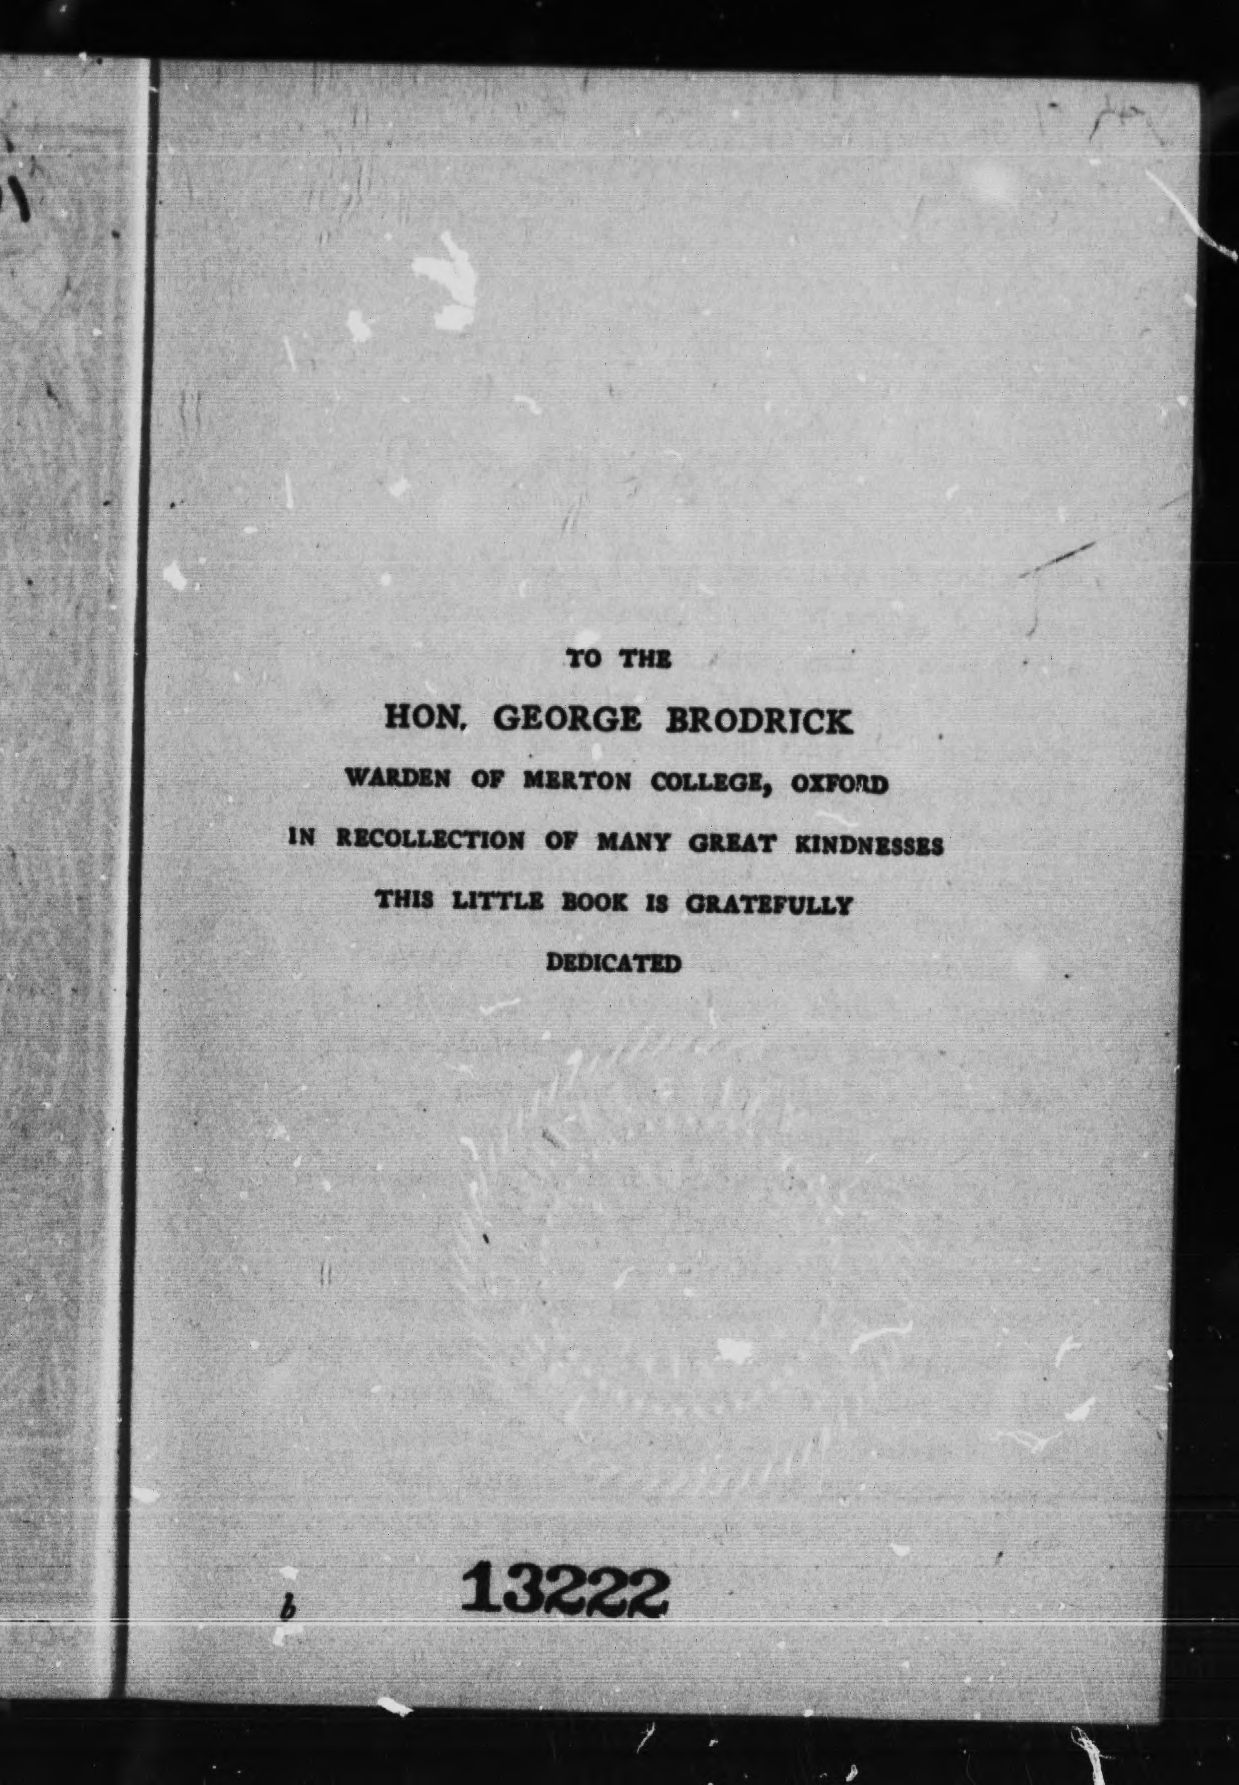 TO THE
HON. GEORGE BRODRICK
WARDEN OF MERTON COLLEGE, OXFORD
IN RECOLLECTION OF MANY GREAT KINDNESSES
THIS LITTLE BOOK IS GRATEFULLY
DEDICATED
13222
b